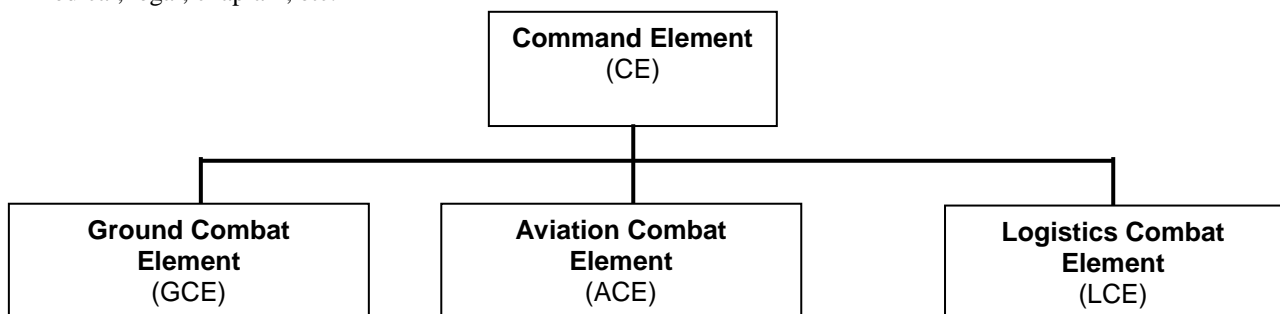 Command Element
(CE)
Ground Combat
Element
(GCE)
Aviation Combat
Element
(ACE)
Logistics Combat
Element
(LCE)